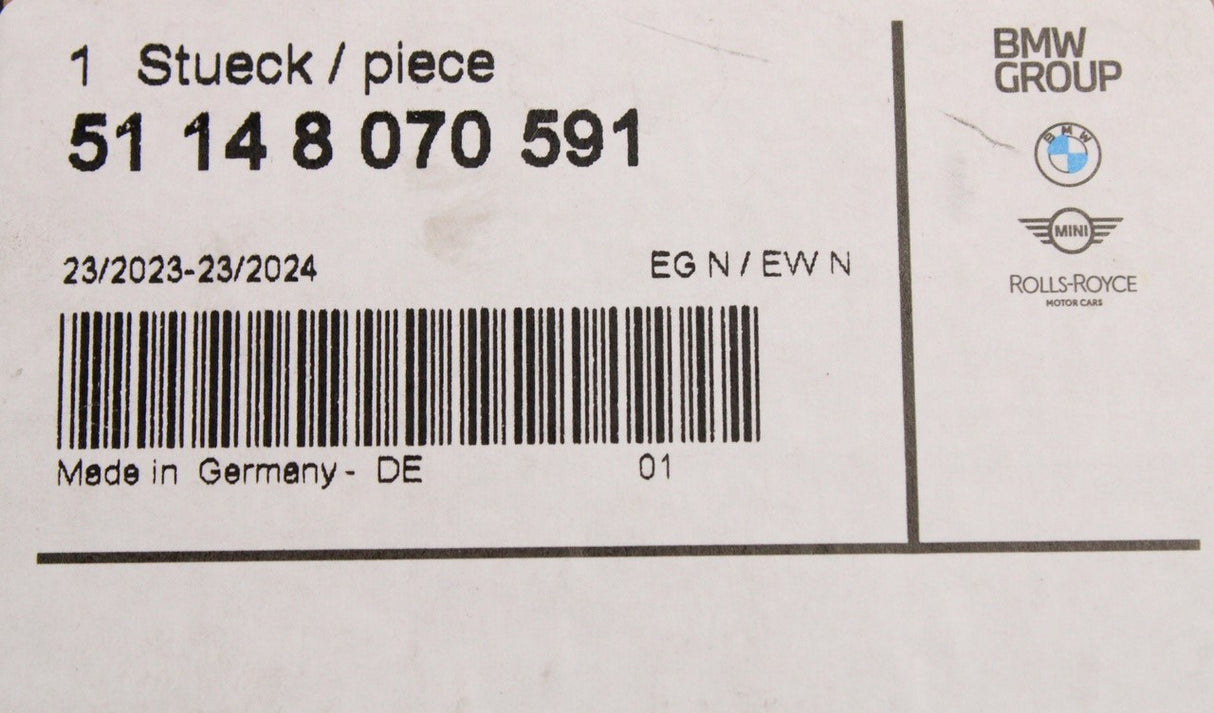 1 Stueck / piece
51 14 8 070 591
23/2023-23/2024
EG N / EW N
Made in Germany - DE
01
BMW
GROUP
BMW
MINI
ROLLS-ROYCE
MOTOR CARS